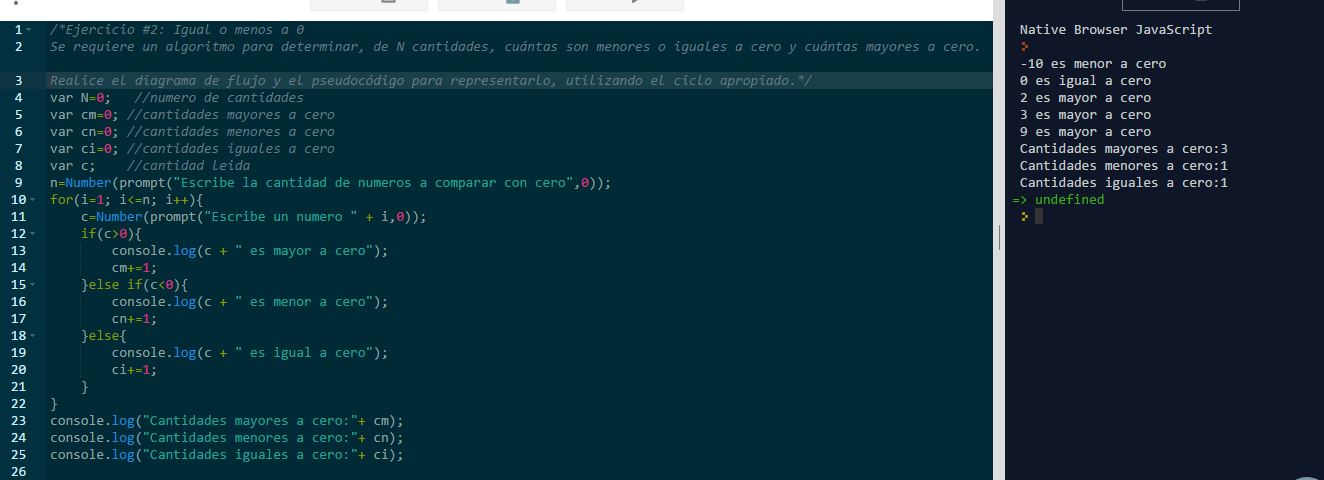 1 /*Ejercicio #2: Igual o menos a 0
2 Se requiere un algoritmo para determinar, de N cantidades, cuántas son menores o iguales a cero y cuántas mayores a cero.
3 Realice el diagrama de flujo y el pseudocódigo para representarlo, utilizando el ciclo apropiado.*/
4 var N=0;   //numero de cantidades
5 var cm=0; //cantidades mayores a cero
6 var cn=0; //cantidades menores a cero
7 var ci=0; //cantidades iguales a cero
8 var c;    //cantidad leida
9 n=Number(prompt("Escribe la cantidad de numeros a comparar con cero",0));
10 for(i=1; i<=n; i++){
11     c=Number(prompt("Escribe un numero " + i,0));
12     if(c>0){
13         console.log(c + " es mayor a cero");
14         cm+=1;
15     }else if(c<0){
16         console.log(c + " es menor a cero");
17         cn+=1;
18     }else{
19         console.log(c + " es igual a cero");
20         ci+=1;
21     }
22 }
23 console.log("Cantidades mayores a cero:"+ cm);
24 console.log("Cantidades menores a cero:"+ cn);
25 console.log("Cantidades iguales a cero:"+ ci);
26
Native Browser JavaScript
>
-10 es menor a cero
0 es igual a cero
2 es mayor a cero
3 es mayor a cero
9 es mayor a cero
Cantidades mayores a cero:3
Cantidades menores a cero:1
Cantidades iguales a cero:1
=> undefined
>